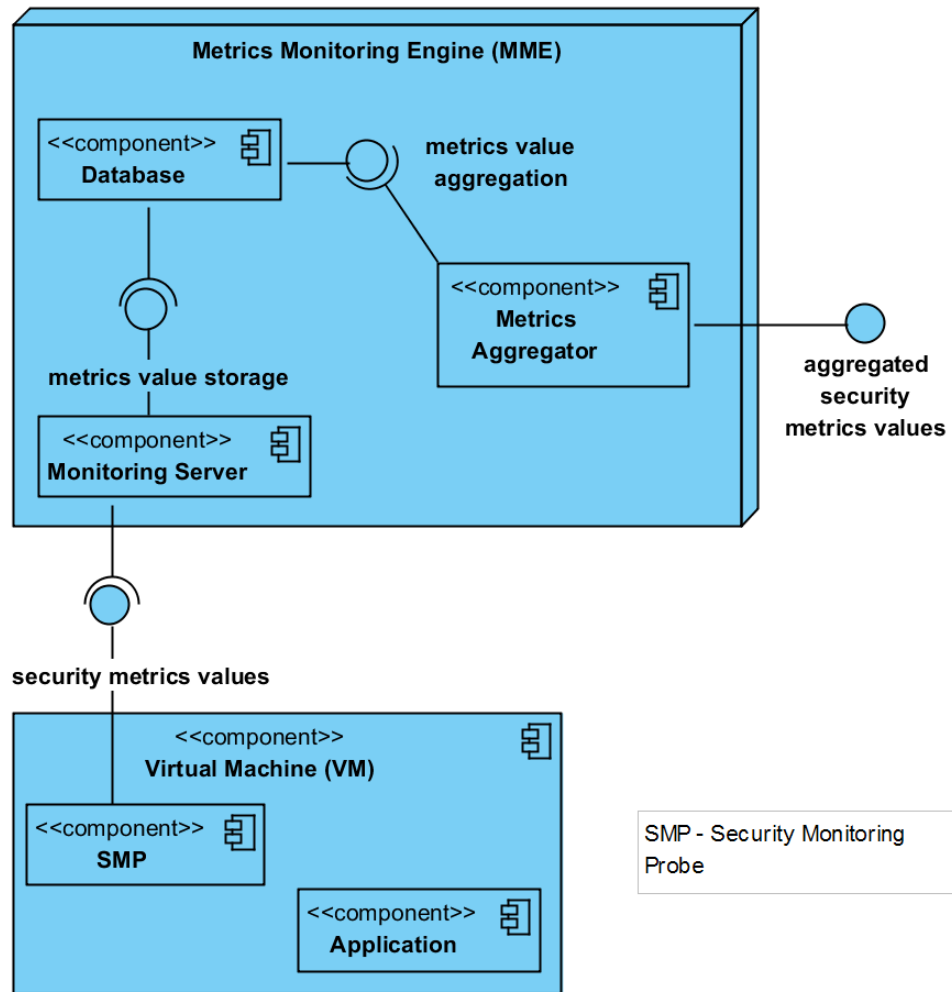 Metrics Monitoring Engine (MME)
<<component>>
Database
metrics value
aggregation
<<component>>
Metrics
Aggregator
aggregated
security
metrics values
metrics value storage
<<component>>
Monitoring Server
security metrics values
<<component>>
Virtual Machine (VM)
<<component>>
SMP
<<component>>
Application
SMP - Security Monitoring
Probe